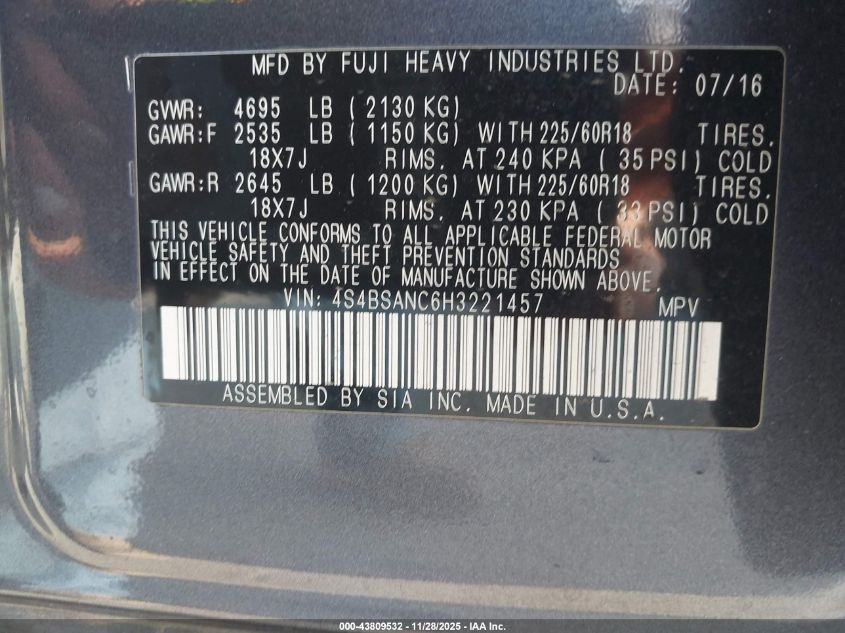 MFD BY FUJI HEAVY INDUSTRIES LTD.
DATE: 07/16
GVWR: 4695 LB ( 2130 KG)
GAWR:F 2535 LB ( 1150 KG) WITH 225/60R18 TIRES.
18X7J RIMS. AT 240 KPA ( 35 PSI) COLD
GAWR:R 2645 LB ( 1200 KG) WITH 225/60R18 TIRES.
18X7J RIMS. AT 230 KPA ( 33 PSI) COLD
THIS VEHICLE CONFORMS TO ALL APPLICABLE FEDERAL MOTOR
VEHICLE SAFETY AND THEFT PREVENTION STANDARDS
IN EFFECT ON THE DATE OF MANUFACTURE SHOWN ABOVE.
VIN: 4S4BSANC6H3221457 MPV
ASSEMBLED BY SIA INC. MADE IN U.S.A.
000-43809532 - 11/28/2025 - IAA Inc.